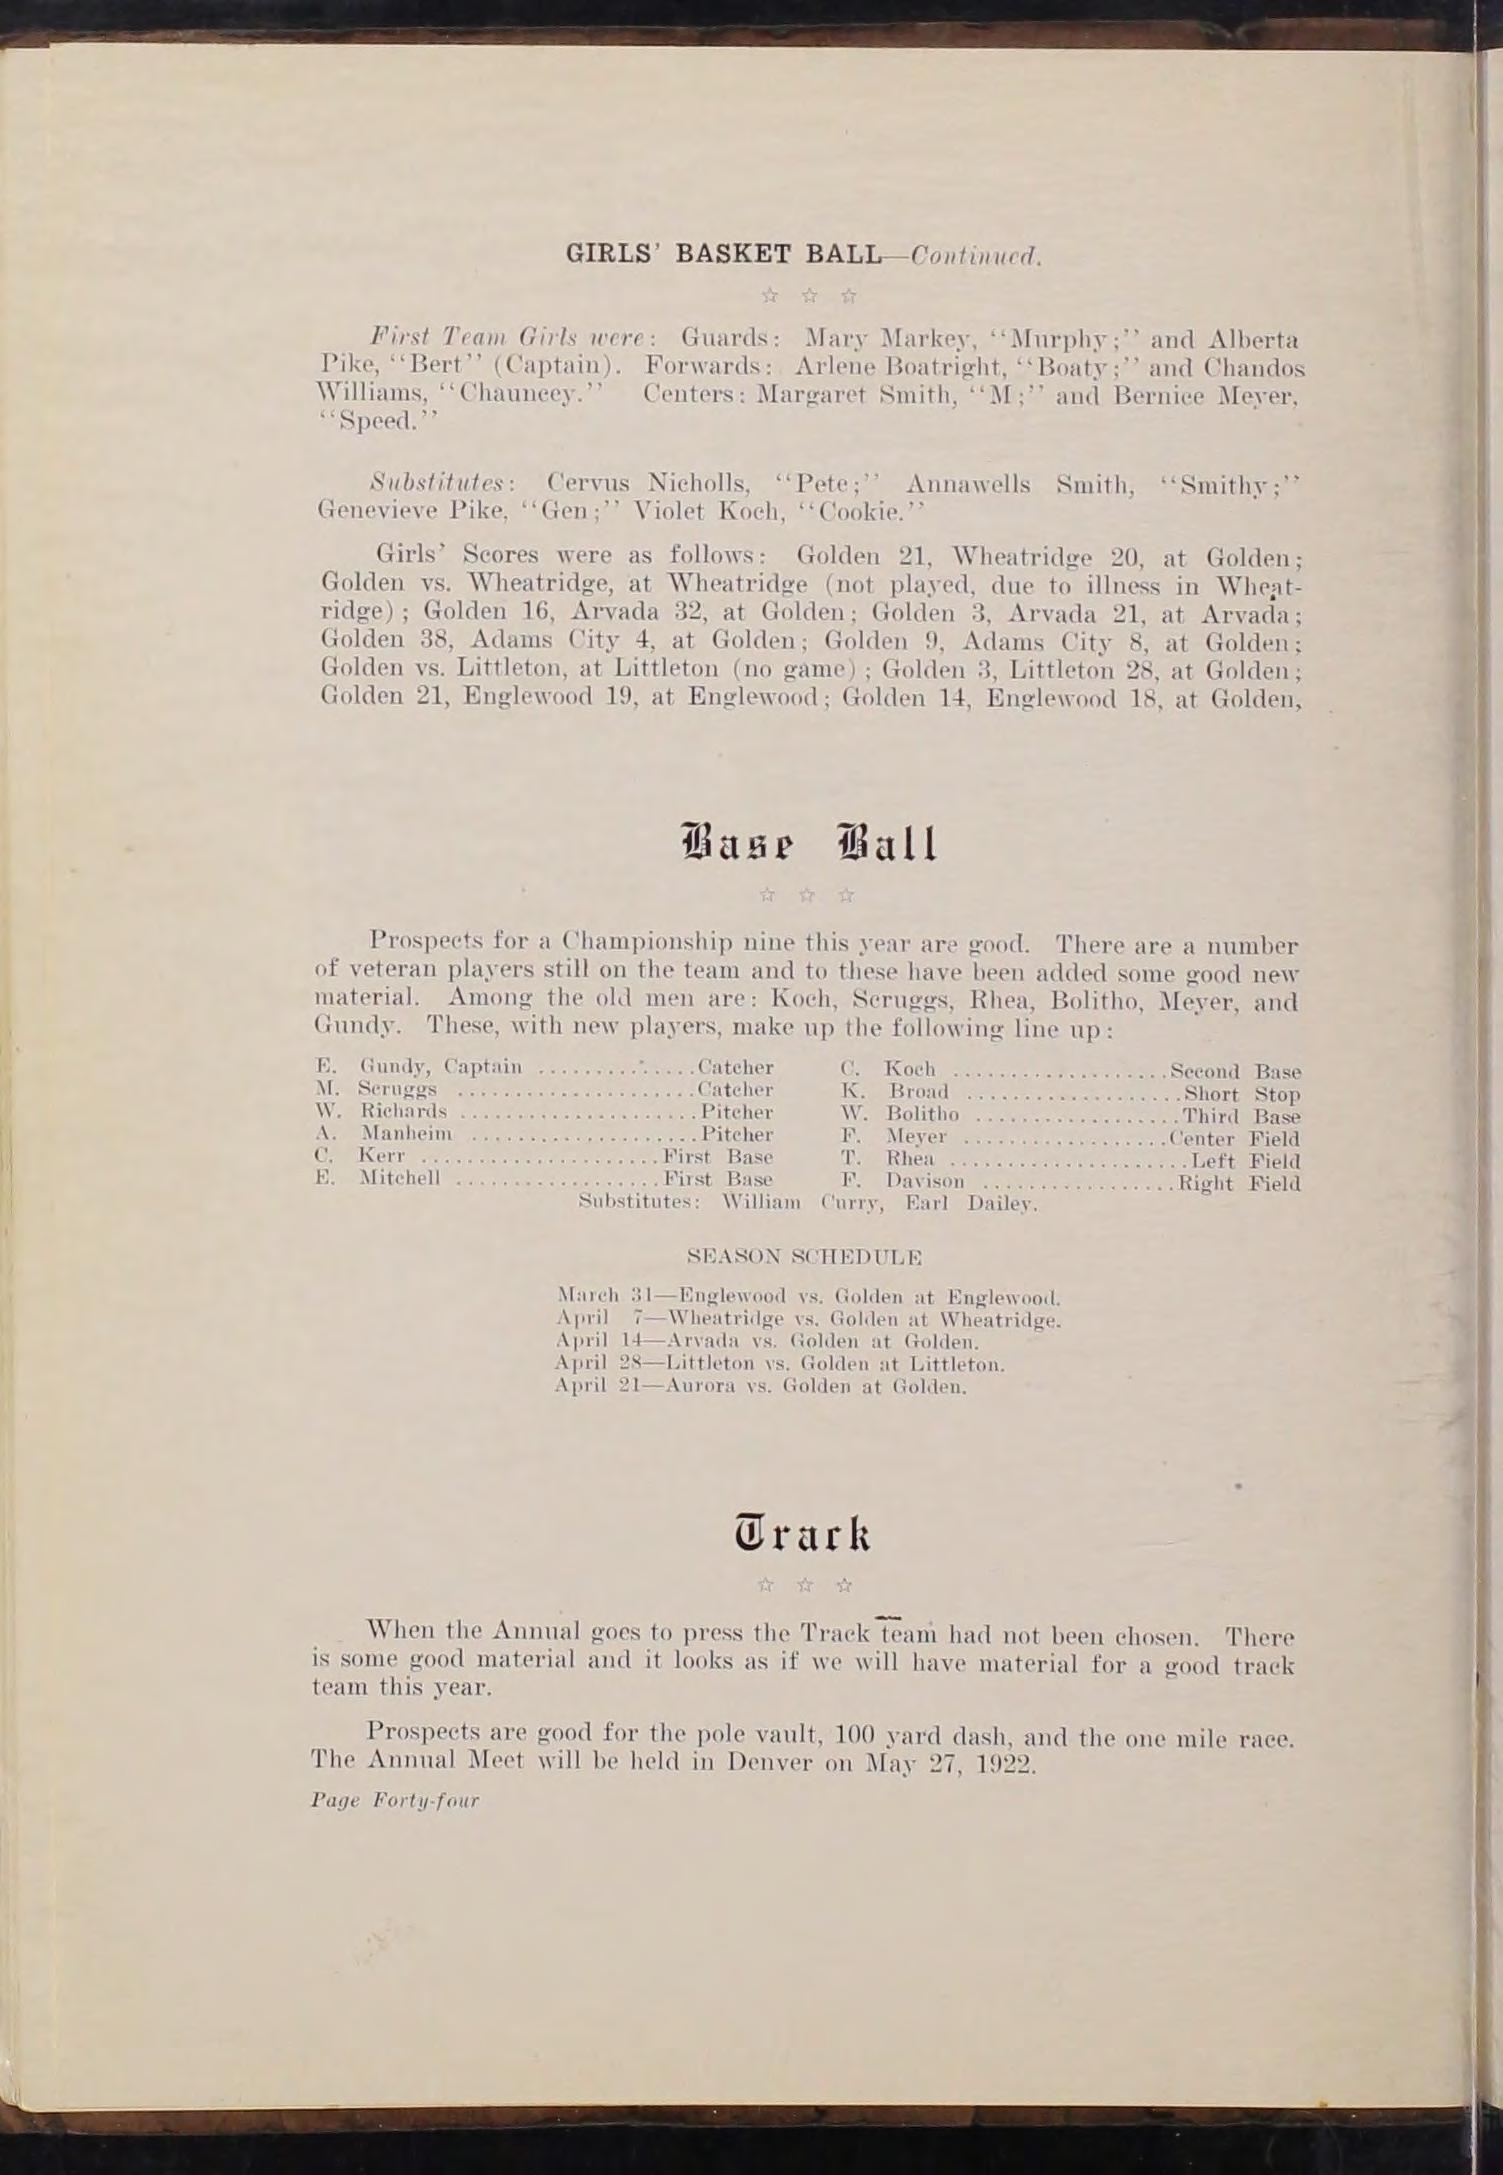 GIRLS' BASKET BALL—Continued.
☆ ☆ ☆
First Team Girls were: Guards: Mary Markey, "Murphy;" and Alberta
Pike, "Bert" (Captain). Forwards: Arlene Boatright, "Boaty;" and Chandos
Williams, "Chauncey." Centers: Margaret Smith, "M;" and Bernice Meyer,
"Speed."
Substitutes: Cervus Nicholls, "Pete;" Annawells Smith, "Smithy;"
Genevieve Pike, "Gen;" Violet Koch, "Cookie."
Girls' Scores were as follows: Golden 21, Wheatridge 20, at Golden;
Golden vs. Wheatridge, at Wheatridge (not played, due to illness in Wheat-
ridge); Golden 16, Arvada 32, at Golden; Golden 3, Arvada 21, at Arvada;
Golden 38, Adams City 4, at Golden; Golden 9, Adams City 8, at Golden;
Golden vs. Littleton, at Littleton (no game); Golden 3, Littleton 28, at Golden;
Golden 21, Englewood 19, at Englewood; Golden 14, Englewood 18, at Golden,
Base Ball
☆ ☆ ☆
Prospects for a Championship nine this year are good. There are a number
of veteran players still on the team and to these have been added some good new
material. Among the old men are: Koch, Scruggs, Rhea, Bolitho, Meyer, and
Gundy. These, with new players, make up the following line up:
E. Gundy, Captain ..............Catcher
M. Scruggs .....................Catcher
W. Richards .....................Pitcher
A. Manheim ....................Pitcher
C. Kerr .....................First Base
E. Mitchell ..................First Base
C. Koch ...................Second Base
K. Broad ...................Short Stop
W. Bolitho ..................Third Base
F. Meyer ..................Center Field
T. Rhea .....................Left Field
F. Davison .................Right Field
Substitutes: William Curry, Earl Dailey.
SEASON SCHEDULE
March 31—Englewood vs. Golden at Englewood.
April 7—Wheatridge vs. Golden at Wheatridge.
April 14—Arvada vs. Golden at Golden.
April 28—Littleton vs. Golden at Littleton.
April 21—Aurora vs. Golden at Golden.
Track
☆ ☆ ☆
When the Annual goes to press the Track team had not been chosen. There
is some good material and it looks as if we will have material for a good track
team this year.
Prospects are good for the pole vault, 100 yard dash, and the one mile race.
The Annual Meet will be held in Denver on May 27, 1922.
Page Forty-four